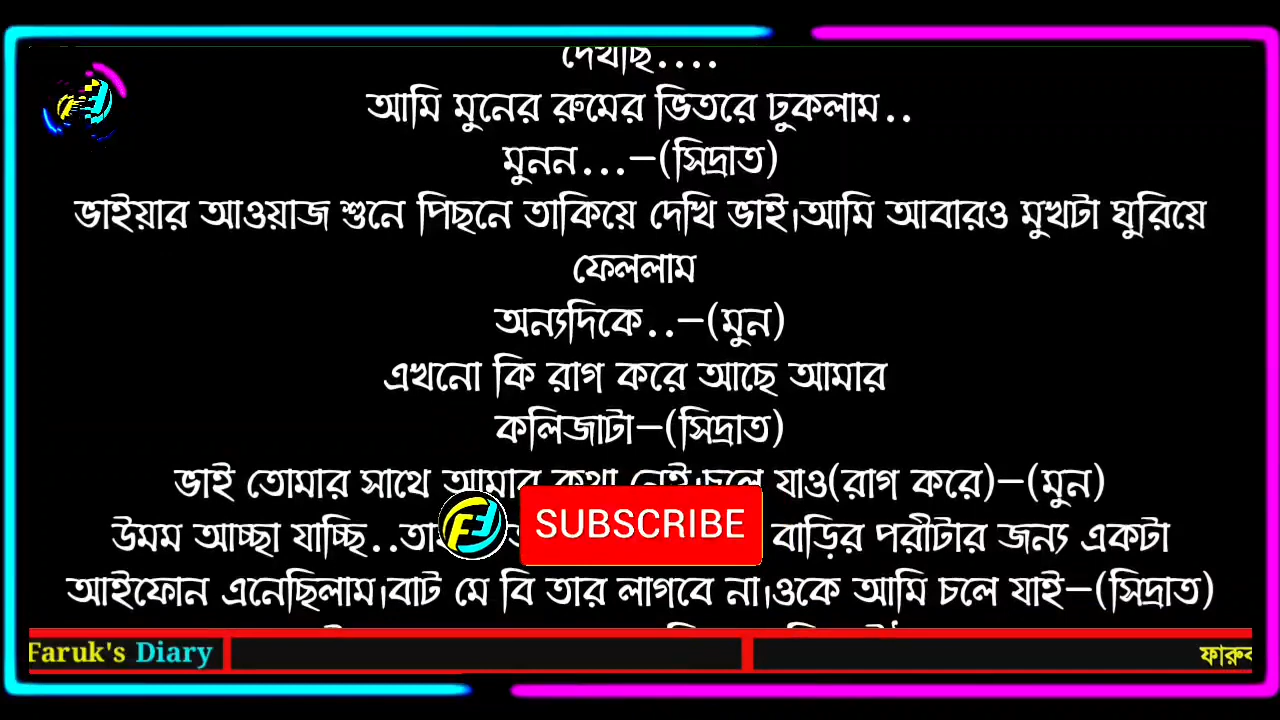 দেখাছ....
আমি মুনের রুমের ভিতরে ঢুকলাম..
মুনন...-(সিদ্রাত)
ভাইয়ার আওয়াজ শুনে পিছনে তাকিয়ে দেখি ভাই।আমি আবারও মুখটা ঘুরিয়ে
ফেললাম
অন্যদিকে..-(মুন)
এখনো কি রাগ করে আছে আমার
কলিজাটা-(সিদ্রাত)
ভাই তোমার সাথে আমার কথা নেই।চলে যাও(রাগ করে)-(মুন)
উমম আচ্ছা যাচ্ছি.. বাড়ির পরীটার জন্য একটা
SUBSCRIBE
আইফোন এনেছিলাম।বাট মে বি তার লাগবে না।ওকে আমি চলে যাই-(সিদ্রাত)
Faruk's Diary